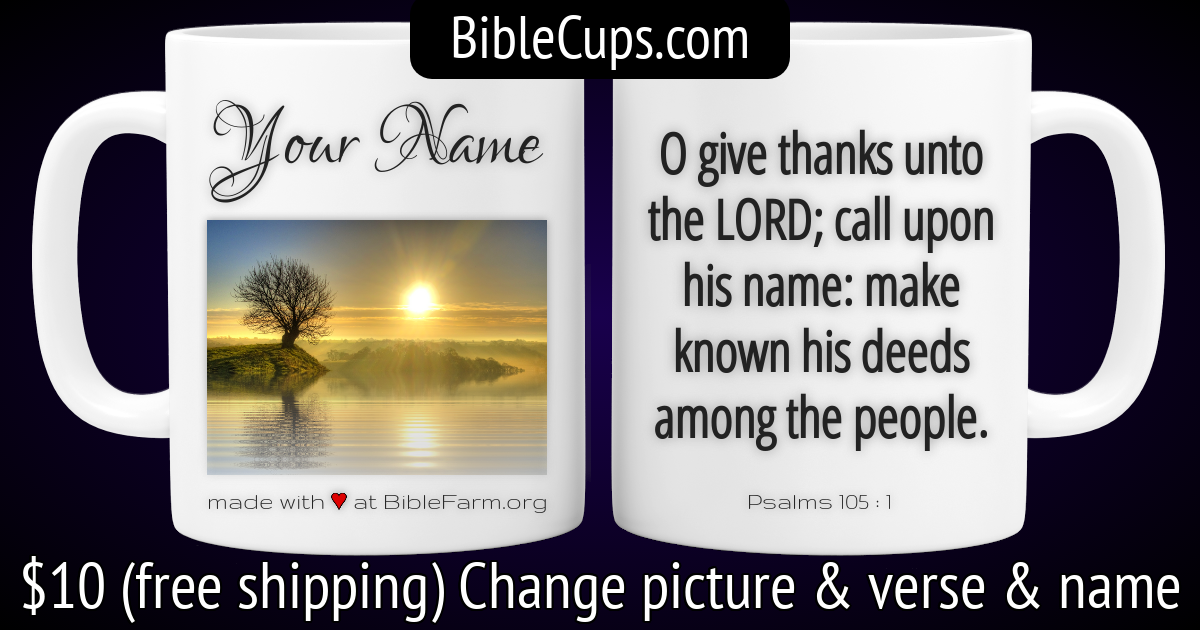 BibleCups.com
Your Name
made with ♥ at BibleFarm.org
O give thanks unto
the LORD; call upon
his name: make
known his deeds
among the people.
Psalms 105 : 1
$10 (free shipping) Change picture & verse & name